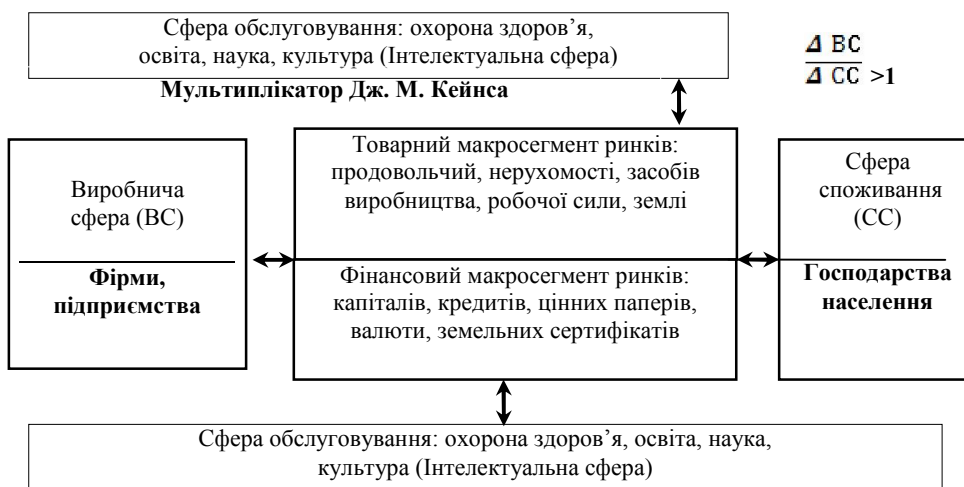 Сфера обслуговування: охорона здоров’я,
освіта, наука, культура (Інтелектуальна сфера)
Мультиплікатор Дж. М. Кейнса
Δ ВС
Δ СС >1
Виробнича
сфера (ВС)
Фірми,
підприємства
Товарний макросегмент ринків:
продовольчий, нерухомості, засобів
виробництва, робочої сили, землі
Фінансовий макросегмент ринків:
капіталів, кредитів, цінних паперів,
валюти, земельних сертифікатів
Сфера
споживання
(СС)
Господарства
населення
Сфера обслуговування: охорона здоров’я, освіта, наука,
культура (Інтелектуальна сфера)